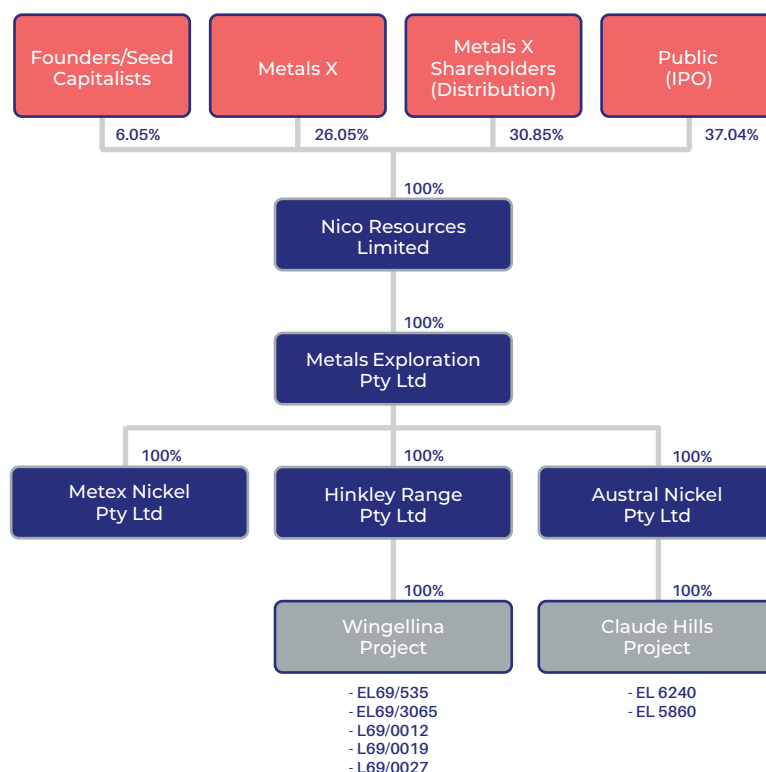 Founders/Seed
Capitalists
Metals X
Metals X
Shareholders
(Distribution)
Public
(IPO)
6.05%
26.05%
30.85%
37.04%
100%
Nico Resources
Limited
100%
Metals Exploration
Pty Ltd
100%
100%
100%
Metex Nickel
Pty Ltd
Hinkley Range
Pty Ltd
Austral Nickel
Pty Ltd
100%
100%
Wingellina
Project
Claude Hills
Project
- EL69/535
- EL69/3065
- L69/0012
- L69/0019
- L69/0027
- EL 6240
- EL 5860